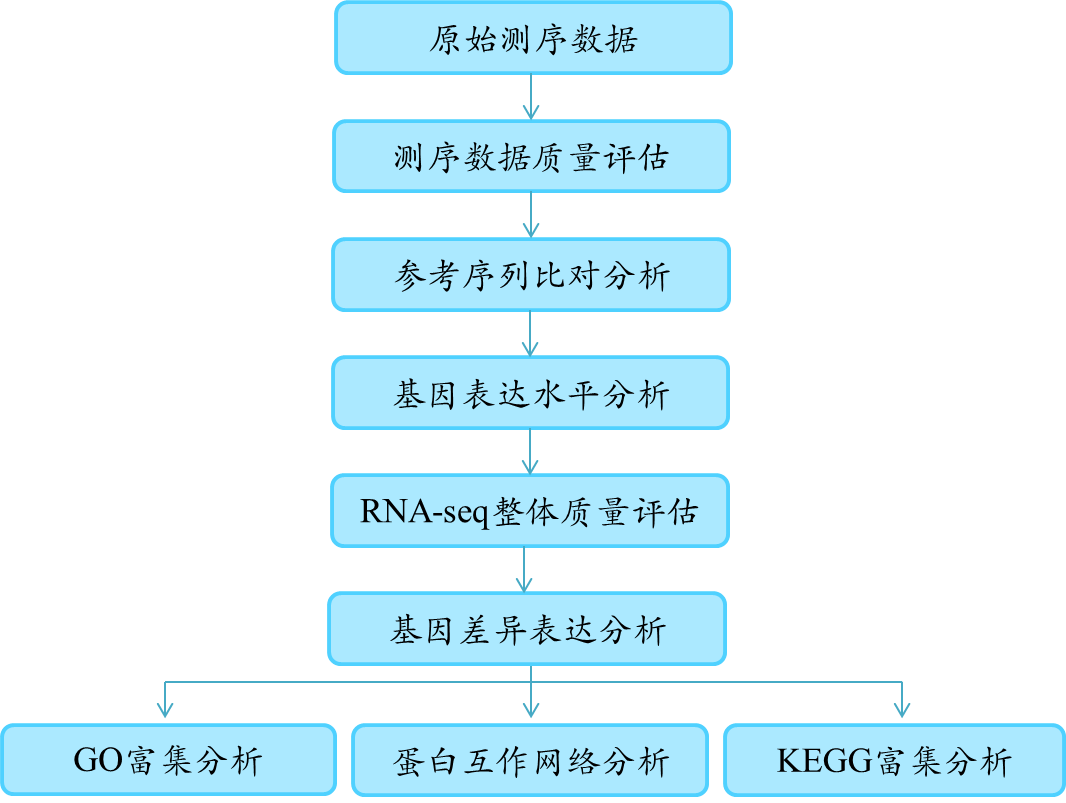 原始测序数据
测序数据质量评估
参考序列比对分析
基因表达水平分析
RNA-seq整体质量评估
基因差异表达分析
GO富集分析
蛋白互作网络分析
KEGG富集分析